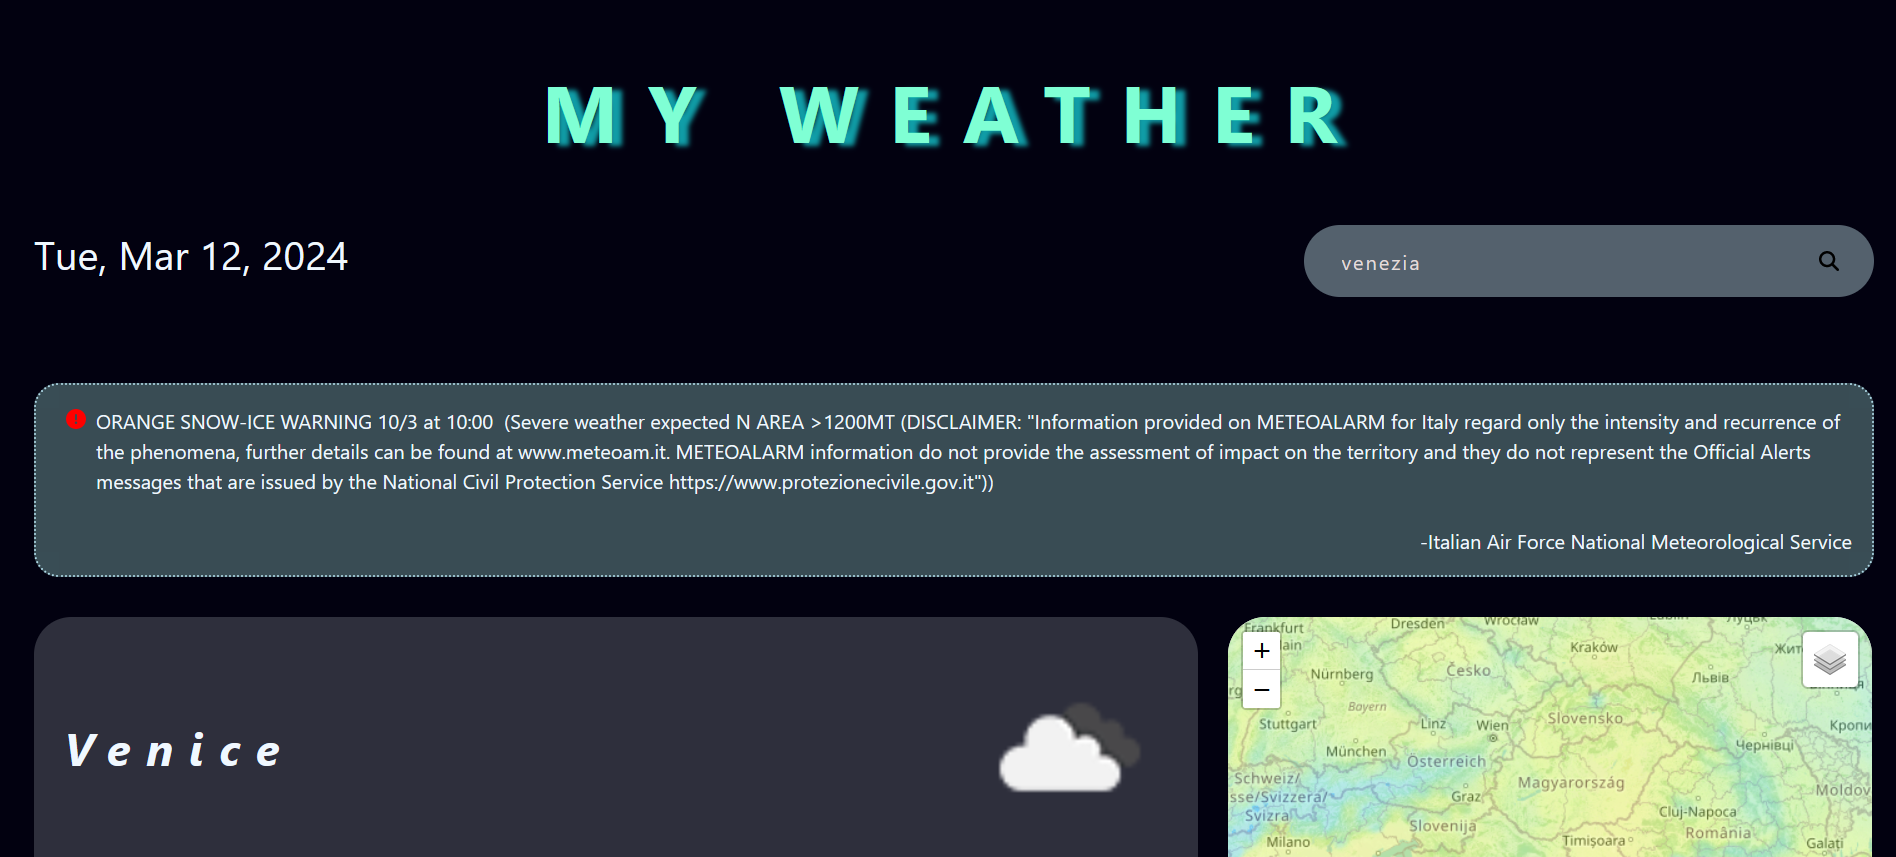 MY WEATHER
Tue, Mar 12, 2024
venezia
ORANGE SNOW-ICE WARNING 10/3 at 10:00 (Severe weather expected N AREA >1200MT (DISCLAIMER: "Information provided on METEOALARM for Italy regard only the intensity and recurrence of
the phenomena, further details can be found at www.meteoam.it. METEOALARM information do not provide the assessment of impact on the territory and they do not represent the Official Alerts
messages that are issued by the National Civil Protection Service https://www.protezionecivile.gov.it"))
-Italian Air Force National Meteorological Service
Venice
+
−
Frankfurt
Dresden
Wrocław
Kraków
Česko
Nürnberg
Львів
Bayern
Stuttgart
Linz
Wien
Slovensko
München
Österreich
Чернівці
Schweiz/
Svizra
Graz
Magyarország
Cluj-Napoca
Slovenija
România
Milano
Timișoara
Galați